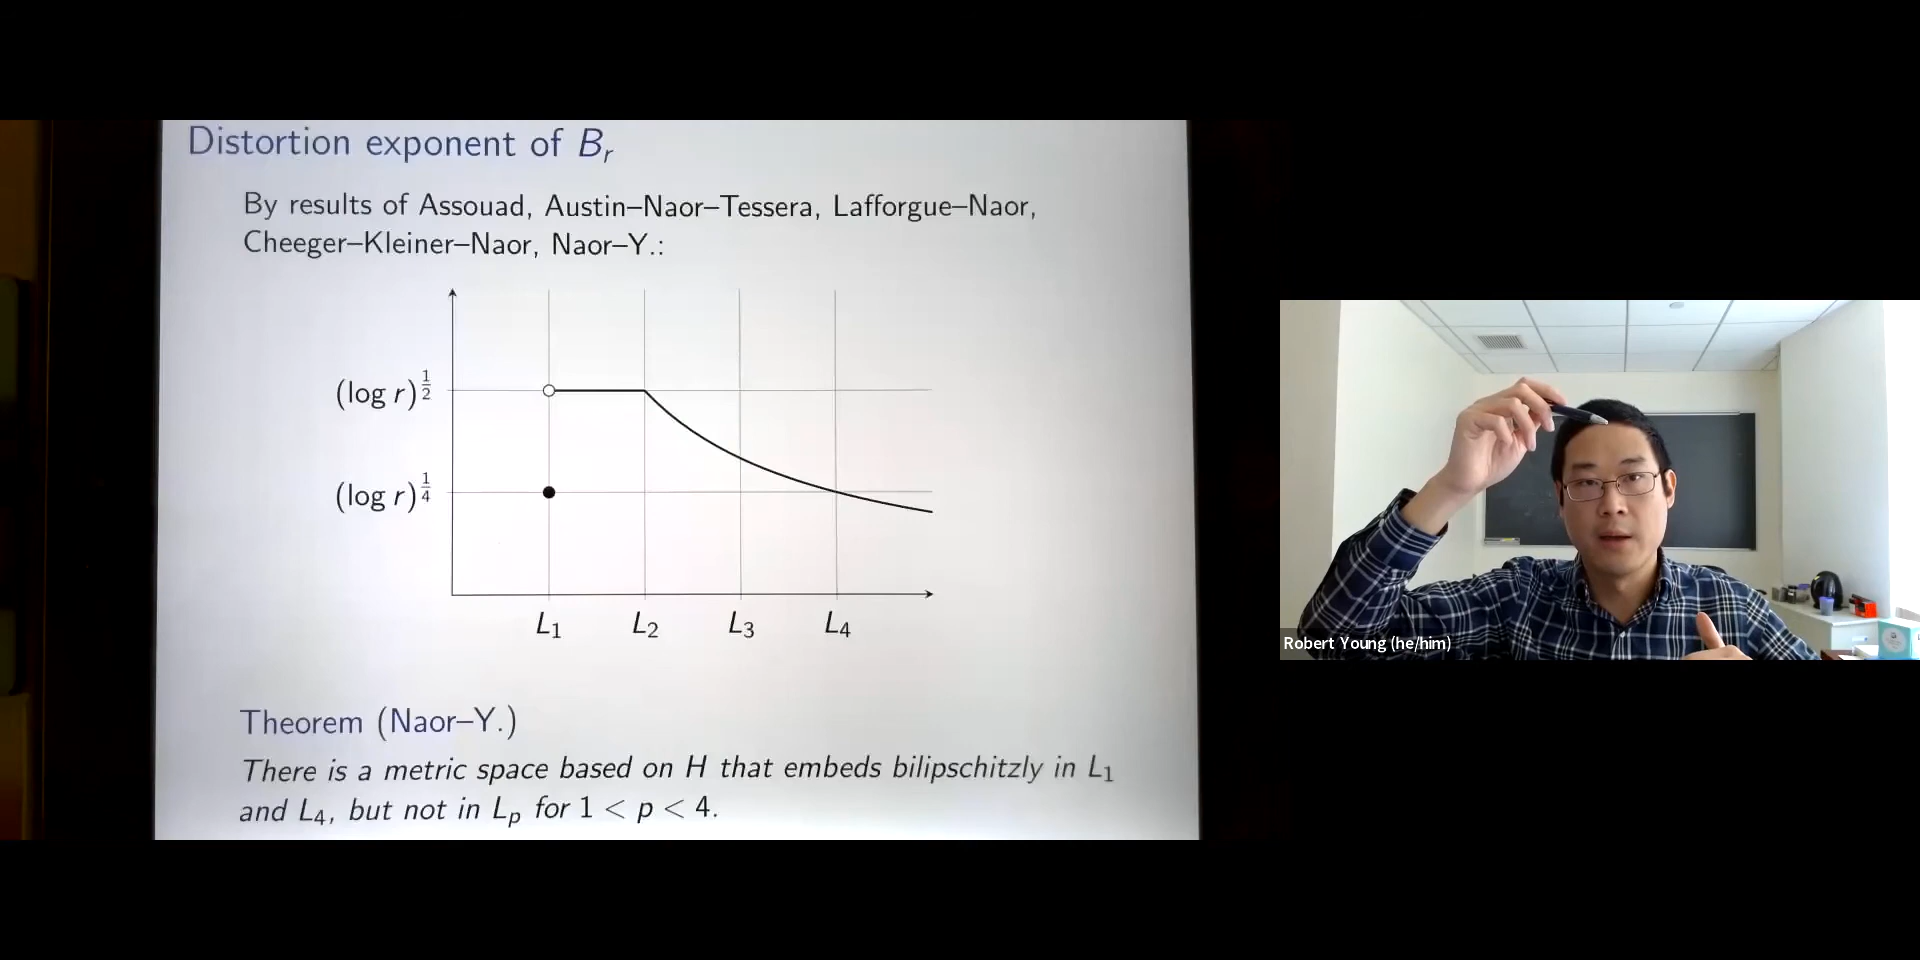 Distortion exponent of B_r
By results of Assouad, Austin–Naor–Tessera, Lafforgue–Naor,
Cheeger–Kleiner–Naor, Naor–Y.:
(log r)^{1/2}
(log r)^{1/4}
L_1 L_2 L_3 L_4
Theorem (Naor–Y.)
There is a metric space based on H that embeds bilipschitzly in L_1
and L_4, but not in L_p for 1 < p < 4.
Robert Young (he/him)